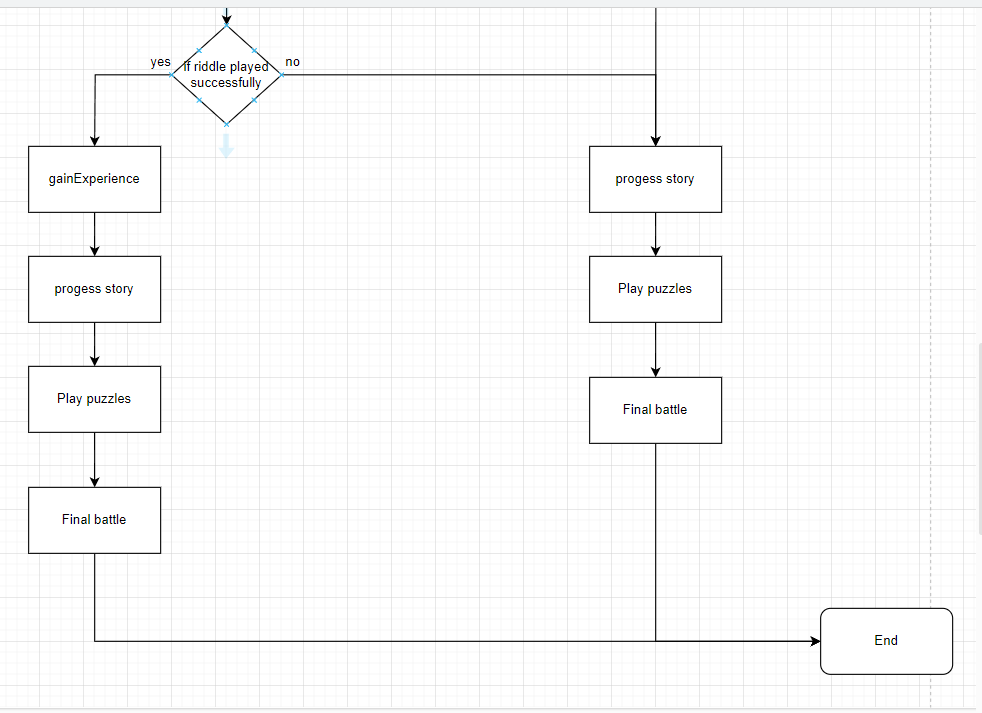 yes
If riddle played
successfully
no
gainExperience
progess story
progess story
Play puzzles
Play puzzles
Final battle
Final battle
End